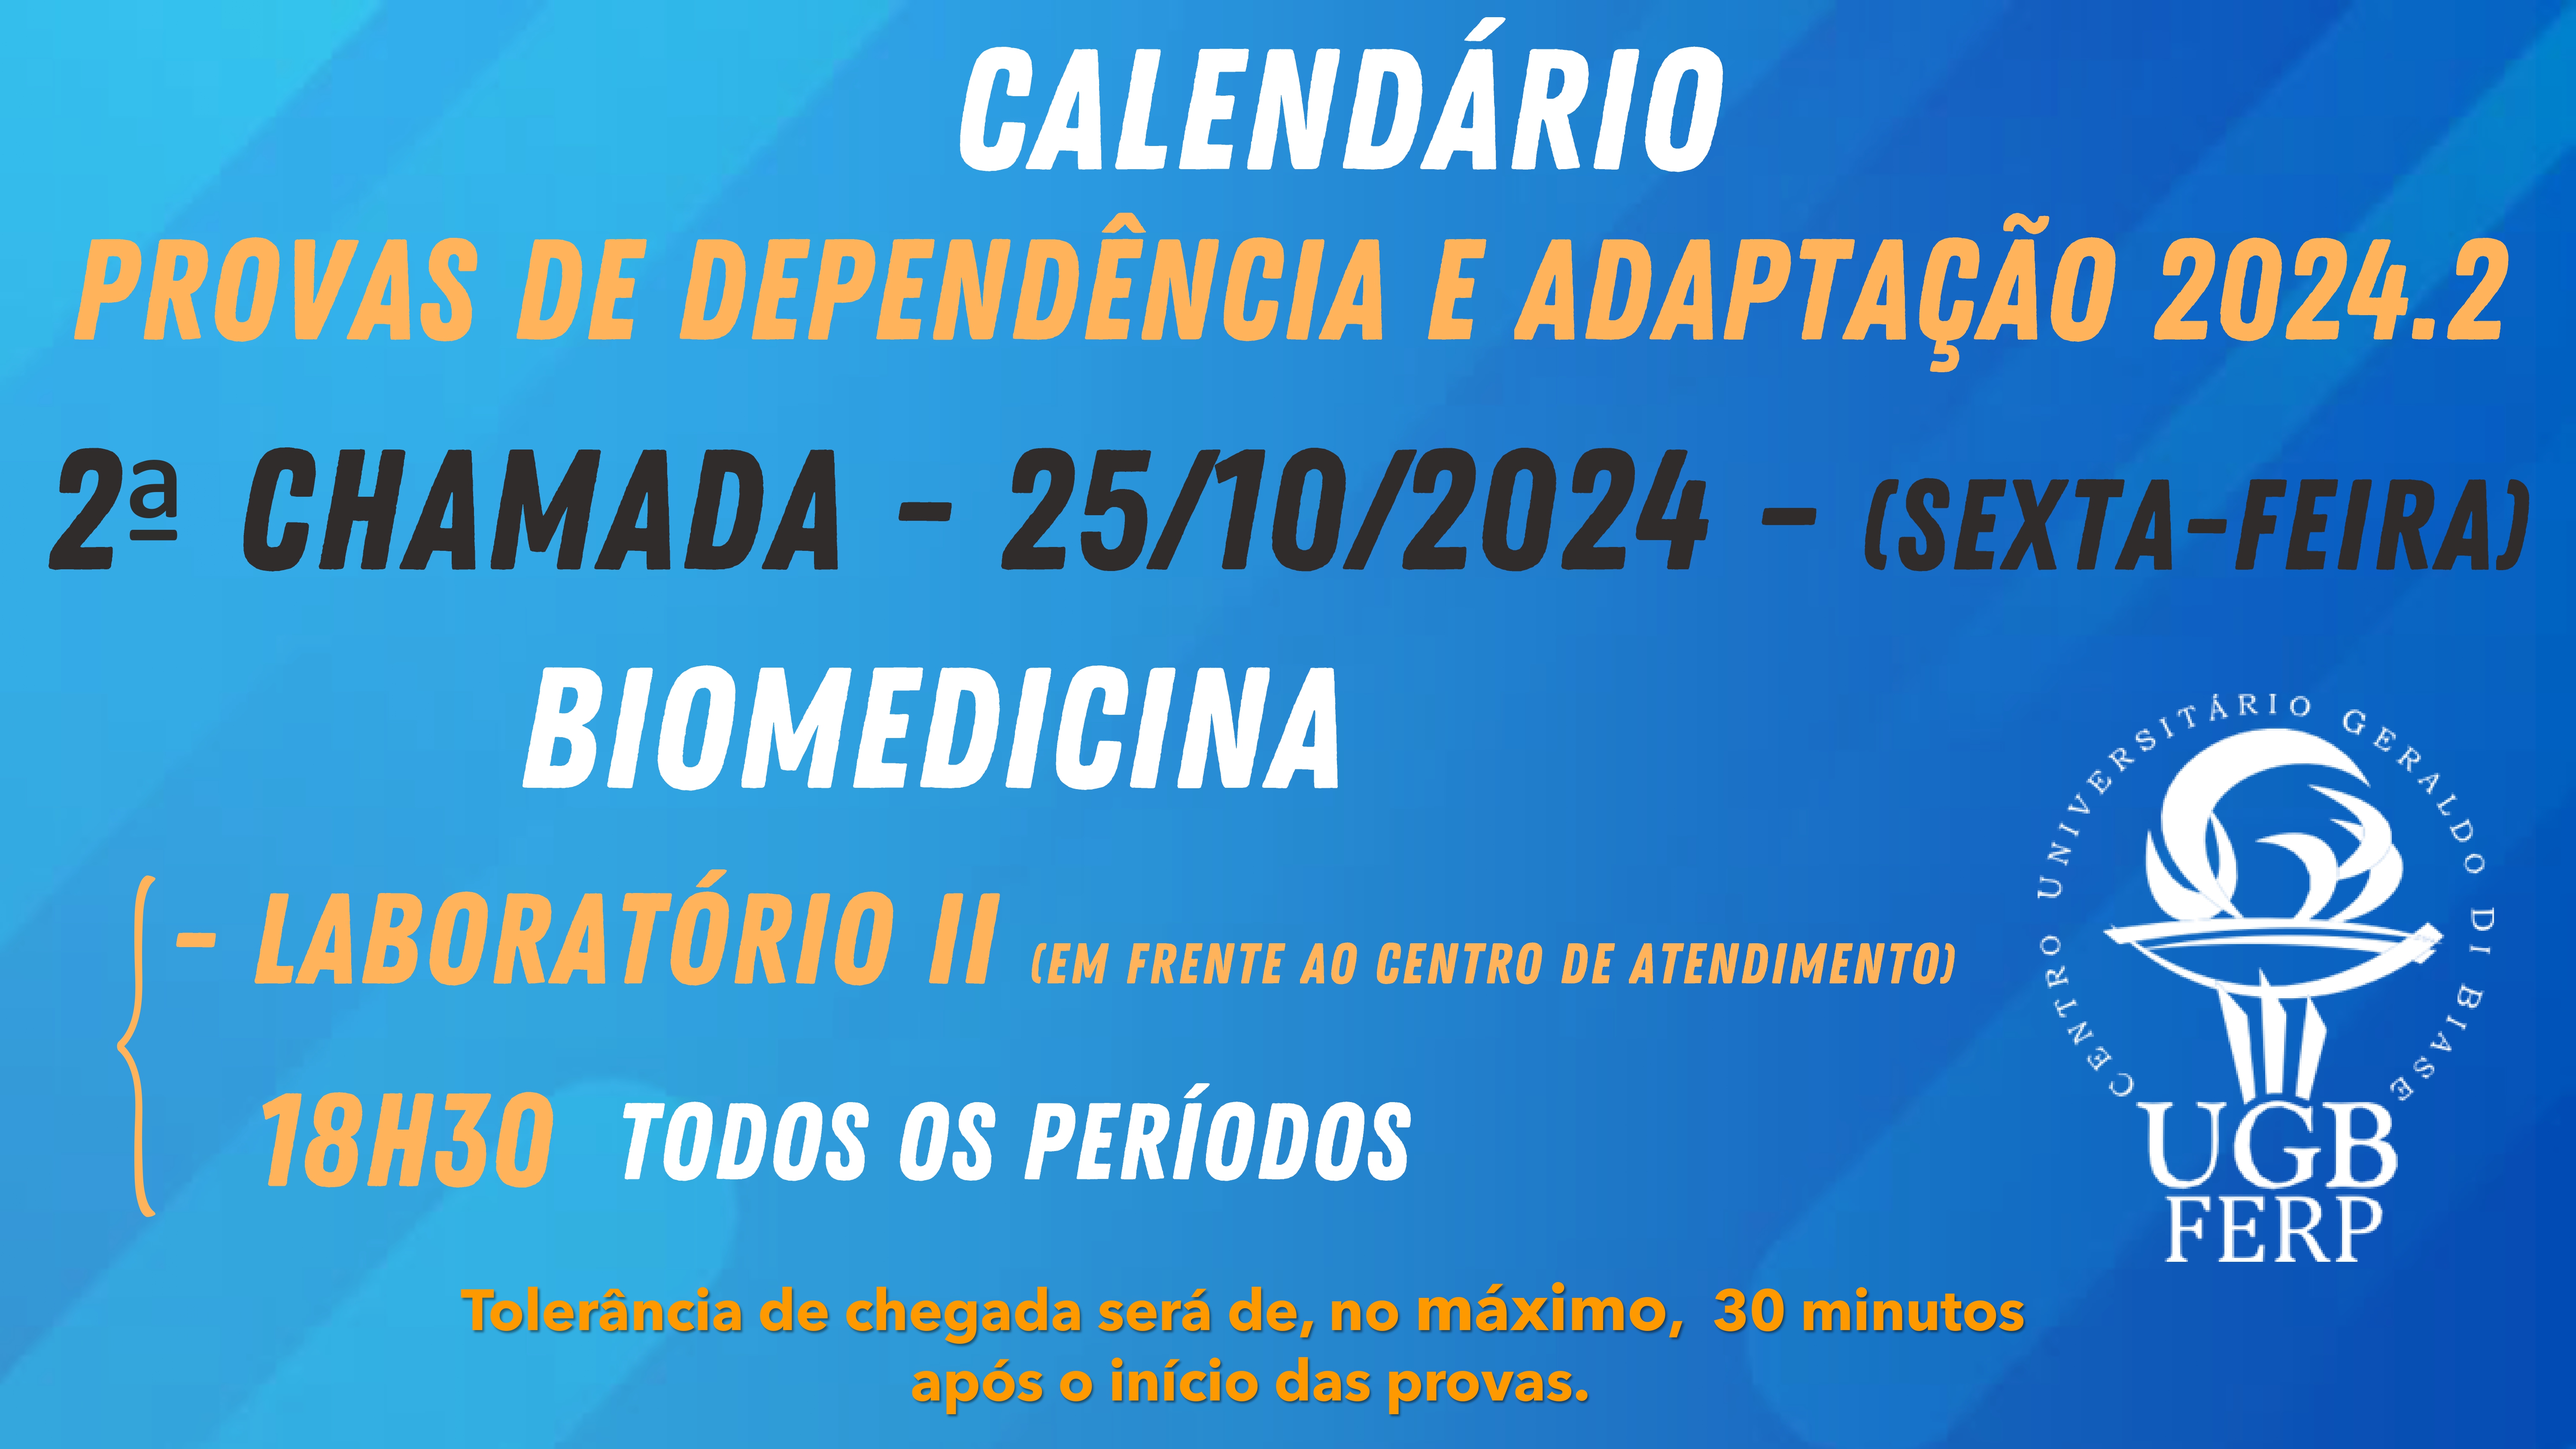 CALENDÁRIO
PROVAS DE DEPENDÊNCIA E ADAPTAÇÃO 2024.2
2ª CHAMADA - 25/10/2024 - (SEXTA-FEIRA)
BIOMEDICINA
- LABORATÓRIO II (EM FRENTE AO CENTRO DE ATENDIMENTO)
18H30 TODOS OS PERÍODOS
CENTRO UNIVERSITÁRIO GERALDO DI BIASE
UGB
FERP
Tolerância de chegada será de, no máximo, 30 minutos
após o início das provas.